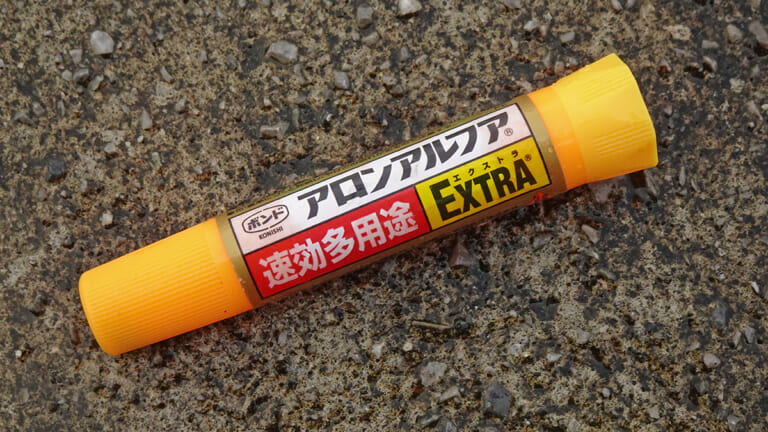 ボンド
KONISHI
アロンアルフア®
速効多用途
エクストラ
EXTRA®